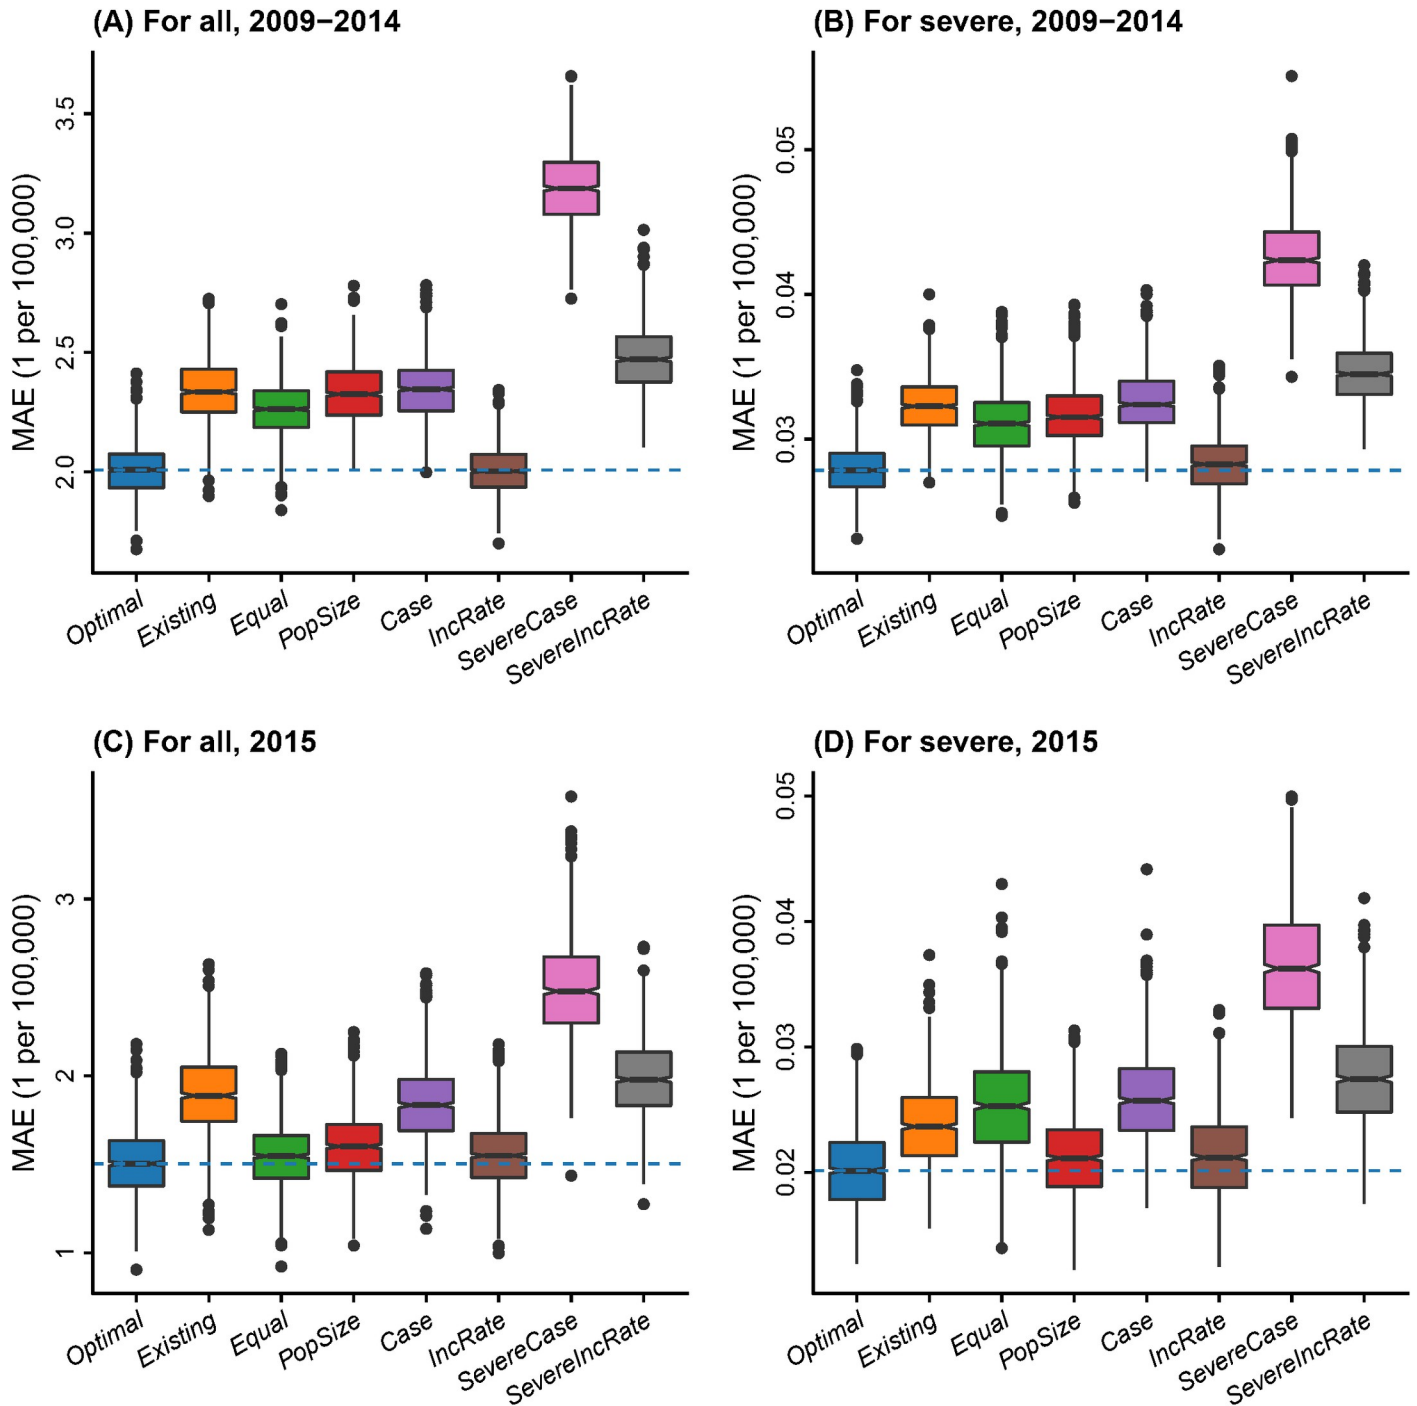 (A) For all, 2009−2014
MAE (1 per 100,000)
3.5
3.0
2.5
2.0
Optimal
Existing
Equal
PopSize
Case
IncRate
SevereCase
SevereIncRate
(B) For severe, 2009−2014
MAE (1 per 100,000)
0.05
0.04
0.03
Optimal
Existing
Equal
PopSize
Case
IncRate
SevereCase
SevereIncRate
(C) For all, 2015
MAE (1 per 100,000)
3
2
1
Optimal
Existing
Equal
PopSize
Case
IncRate
SevereCase
SevereIncRate
(D) For severe, 2015
MAE (1 per 100,000)
0.05
0.04
0.03
0.02
Optimal
Existing
Equal
PopSize
Case
IncRate
SevereCase
SevereIncRate